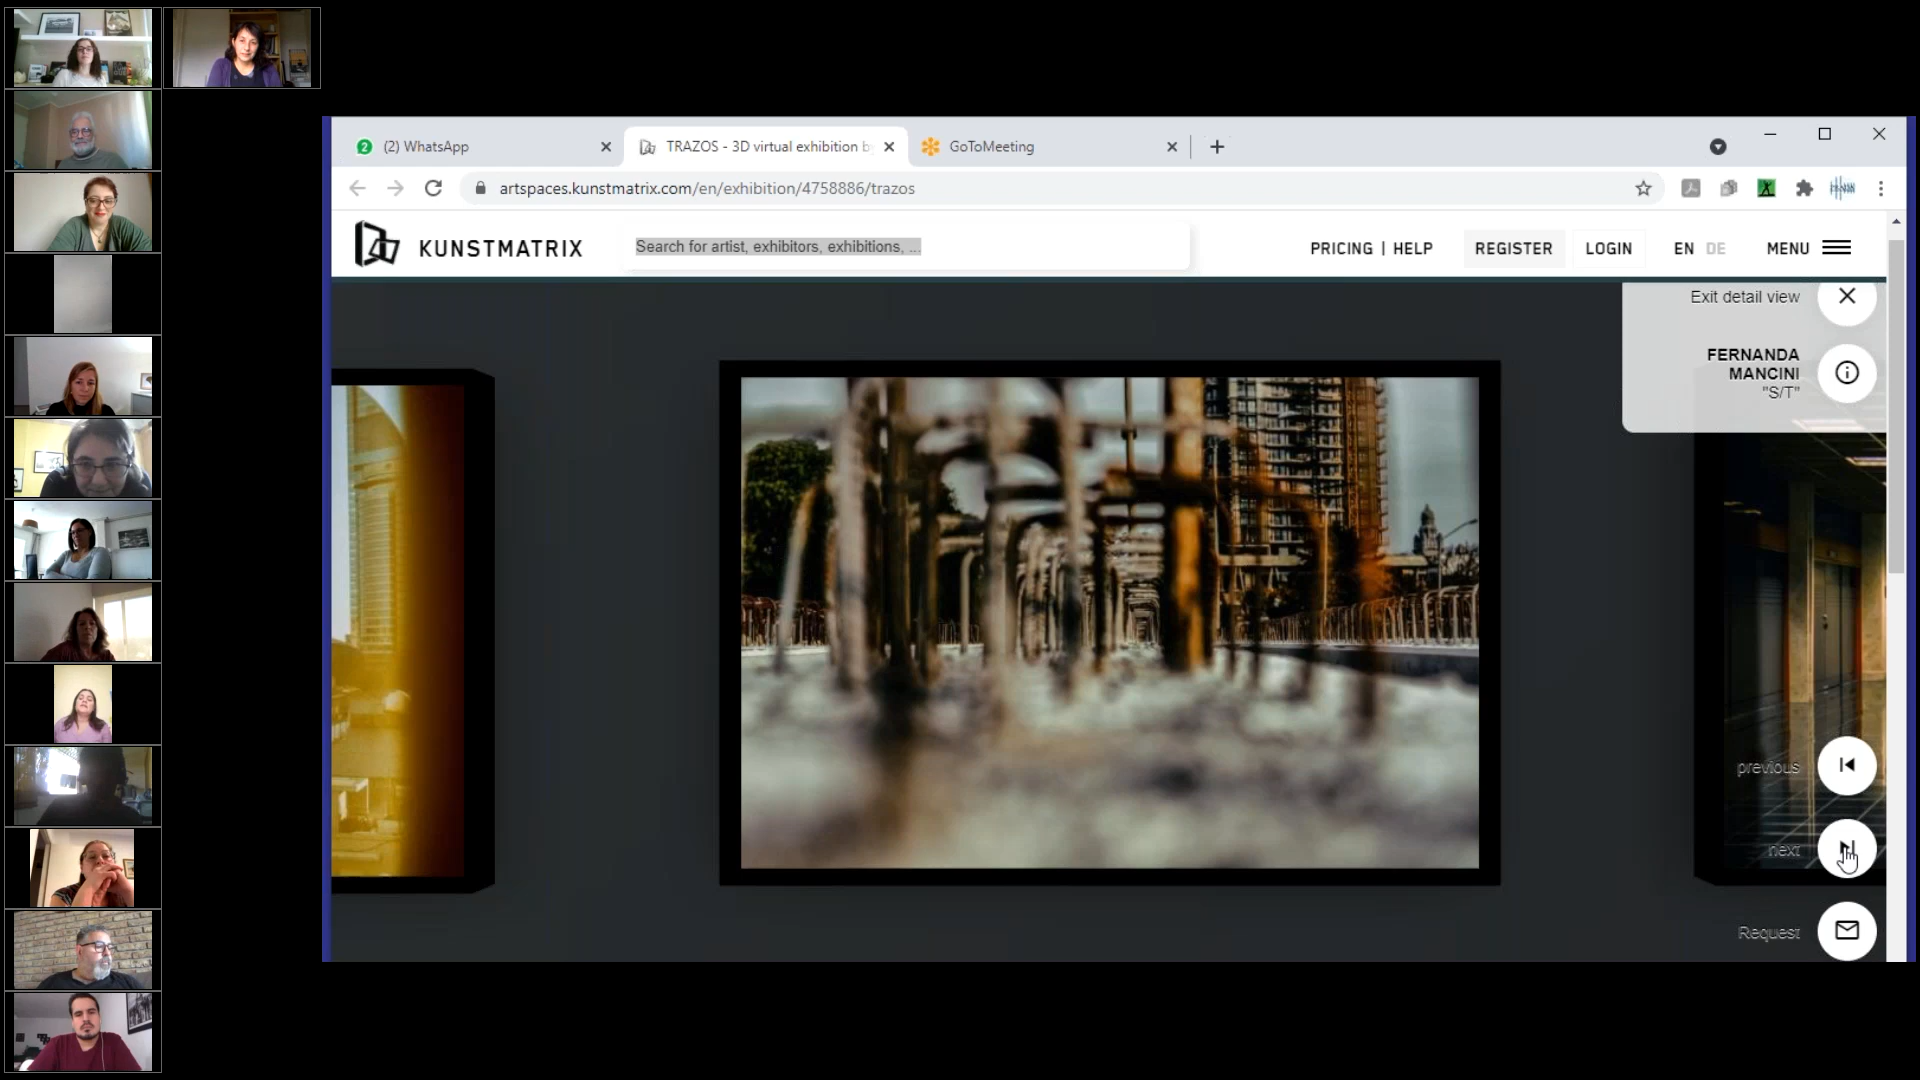 (2) WhatsApp
TRAZOS - 3D virtual exhibition b
GoToMeeting
artspaces.kunstmatrix.com/en/exhibition/4758886/trazos
KUNSTMATRIX
Search for artist, exhibitors, exhibitions, ...
PRICING | HELP
REGISTER
LOGIN
EN DE
MENU
Exit detail view
FERNANDA
MANCINI
"S/T"
previous
next
Request